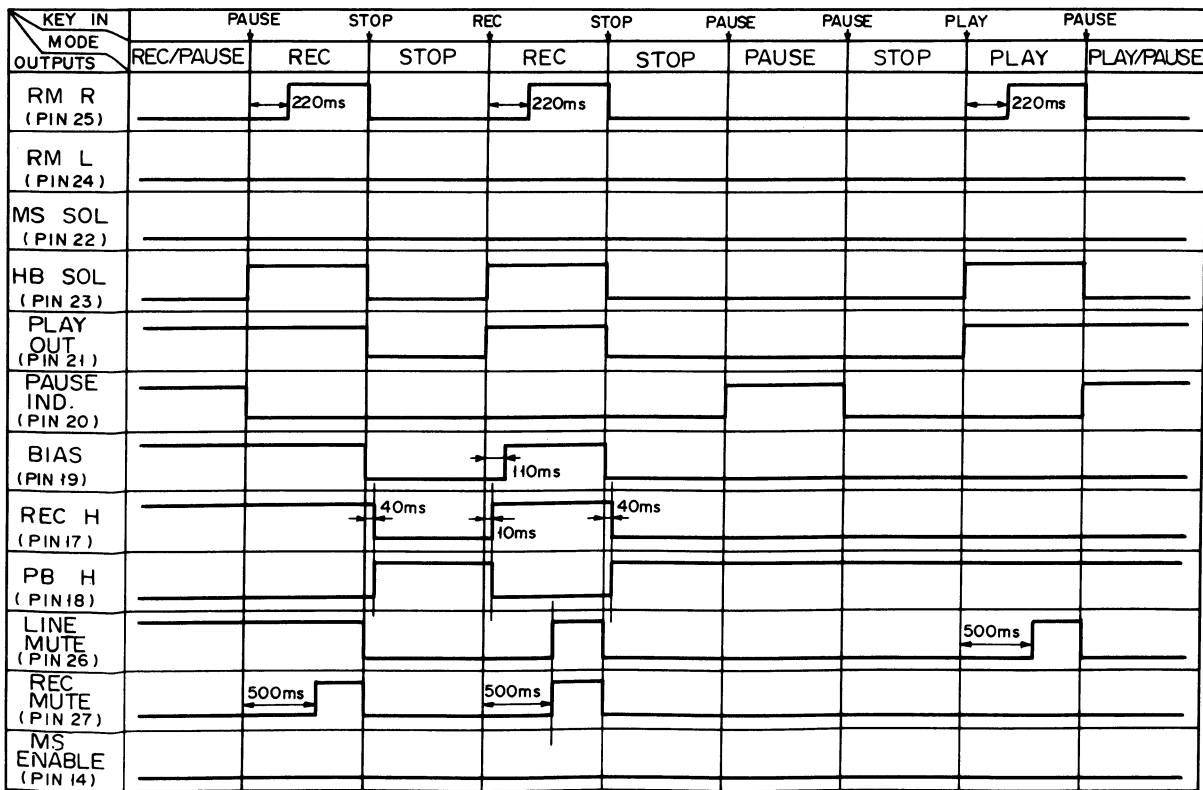 KEY IN PAUSE STOP REC STOP PAUSE PAUSE PLAY PAUSE
MODE
OUTPUTS REC/PAUSE REC STOP REC STOP PAUSE STOP PLAY PLAY/PAUSE
RM R
(PIN 25)
220ms 220ms 220ms
RM L
(PIN 24)
MS SOL
(PIN 22)
HB SOL
(PIN 23)
PLAY
OUT
(PIN 21)
PAUSE
IND.
(PIN 20)
BIAS
(PIN 19)
110ms
REC H
(PIN 17)
40ms 10ms 40ms
PB H
(PIN 18)
LINE
MUTE
(PIN 26)
500ms
REC
MUTE
(PIN 27)
500ms 500ms
MS
ENABLE
(PIN 14)